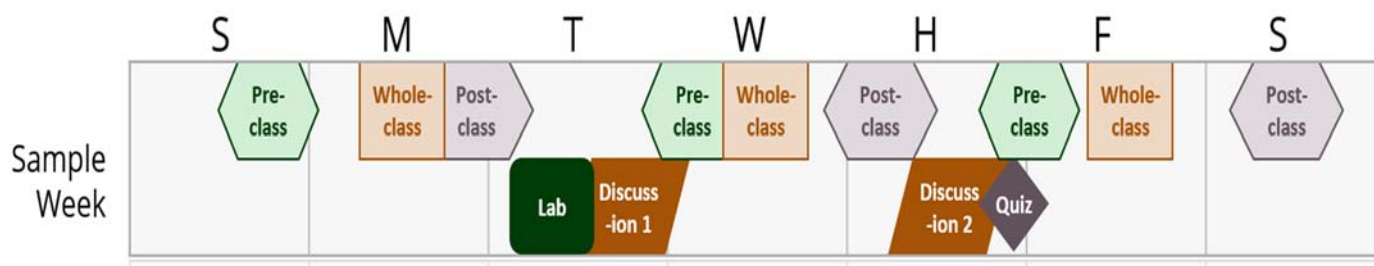 S M T W H F S
Sample
Week
Pre-
class
Whole-
class
Post-
class
Pre-
class
Whole-
class
Post-
class
Pre-
class
Whole-
class
Post-
class
Lab
Discuss
-ion 1
Discuss
-ion 2
Quiz